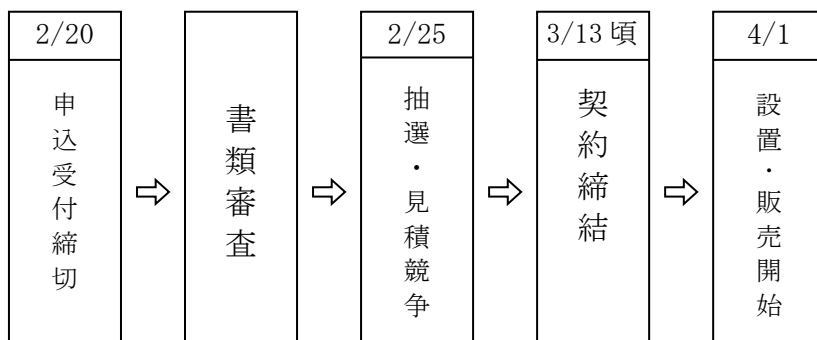 2/20
申込受付締切
⇨
書類審査
⇨
2/25
抽選・見積競争
⇨
3/13頃
契約締結
⇨
4/1
設置・販売開始